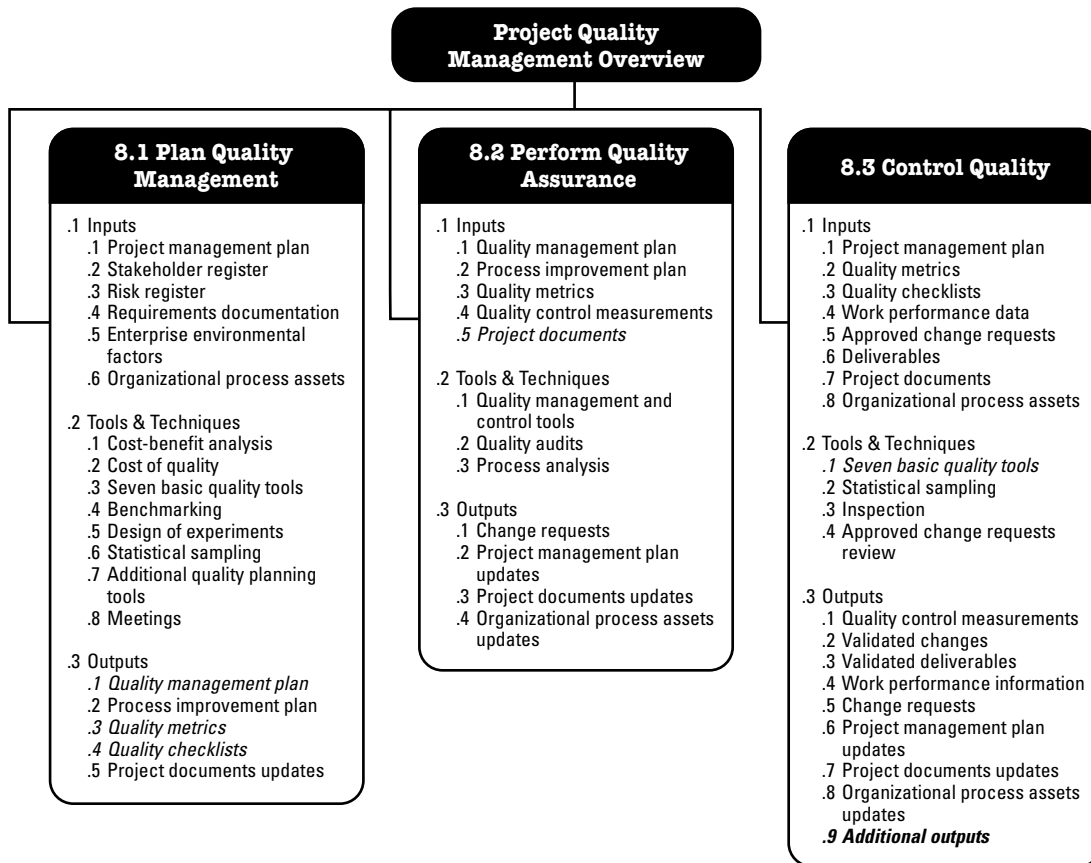 Project Quality
Management Overview
8.1 Plan Quality
Management
.1 Inputs
.1 Project management plan
.2 Stakeholder register
.3 Risk register
.4 Requirements documentation
.5 Enterprise environmental
factors
.6 Organizational process assets
.2 Tools & Techniques
.1 Cost-benefit analysis
.2 Cost of quality
.3 Seven basic quality tools
.4 Benchmarking
.5 Design of experiments
.6 Statistical sampling
.7 Additional quality planning
tools
.8 Meetings
.3 Outputs
.1 Quality management plan
.2 Process improvement plan
.3 Quality metrics
.4 Quality checklists
.5 Project documents updates
8.2 Perform Quality
Assurance
.1 Inputs
.1 Quality management plan
.2 Process improvement plan
.3 Quality metrics
.4 Quality control measurements
.5 Project documents
.2 Tools & Techniques
.1 Quality management and
control tools
.2 Quality audits
.3 Process analysis
.3 Outputs
.1 Change requests
.2 Project management plan
updates
.3 Project documents updates
.4 Organizational process assets
updates
8.3 Control Quality
.1 Inputs
.1 Project management plan
.2 Quality metrics
.3 Quality checklists
.4 Work performance data
.5 Approved change requests
.6 Deliverables
.7 Project documents
.8 Organizational process assets
.2 Tools & Techniques
.1 Seven basic quality tools
.2 Statistical sampling
.3 Inspection
.4 Approved change requests
review
.3 Outputs
.1 Quality control measurements
.2 Validated changes
.3 Validated deliverables
.4 Work performance information
.5 Change requests
.6 Project management plan
updates
.7 Project documents updates
.8 Organizational process assets
updates
.9 Additional outputs